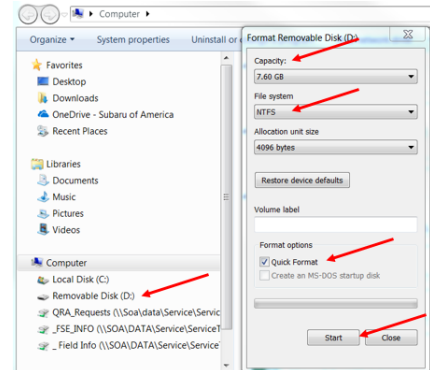 Computer
Organize
System properties
Uninstall or
Favorites
Desktop
Downloads
OneDrive - Subaru of America
Recent Places
Libraries
Documents
Music
Pictures
Videos
Computer
Local Disk (C:)
Removable Disk (D:)
QRA_Requests (\\Soa\data\Service\Servic
_FSE_INFO (\\SOA\DATA\Service\ServiceT
_Field Info (\\SOA\DATA\Service\Service
Format Removable Disk (D:)
Capacity:
7.60 GB
File system
NTFS
Allocation unit size
4096 bytes
Restore device defaults
Volume label
Format options
Quick Format
Create an MS-DOS startup disk
Start
Close